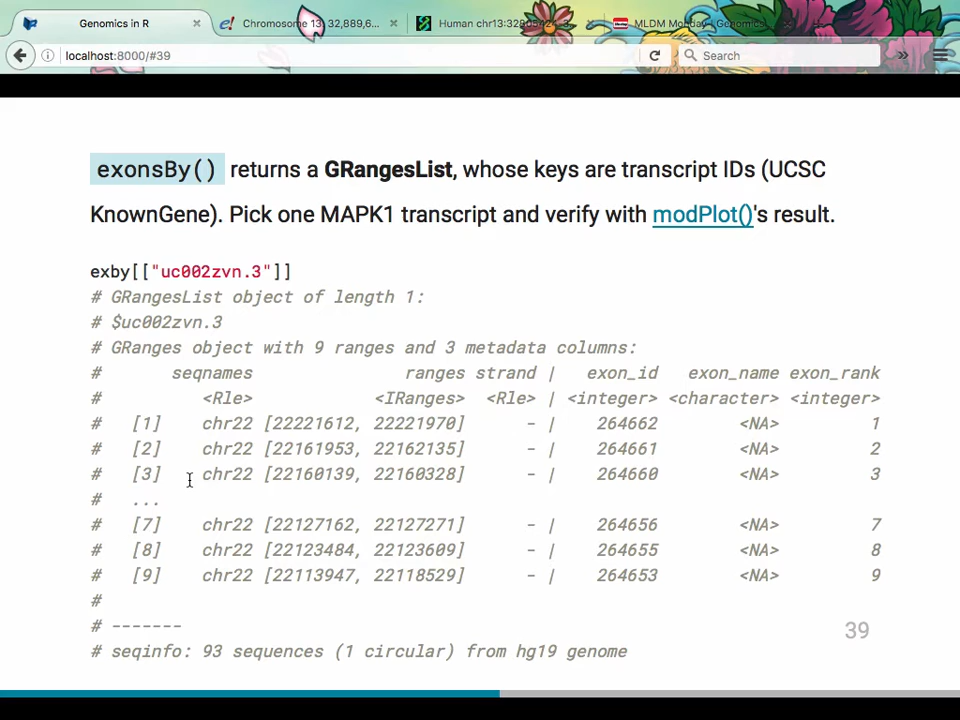 Genomics in R
Chromosome 13: 32,889,6...
Human chr13:32805424-3
MLDM Monday - Genomics
localhost:8000/#39
Search
exonsBy() returns a GRangesList, whose keys are transcript IDs (UCSC
KnownGene). Pick one MAPK1 transcript and verify with modPlot()'s result.
exby[["uc002zvn.3"]]
# GRangesList object of length 1:
# $uc002zvn.3
# GRanges object with 9 ranges and 3 metadata columns:
# seqnames ranges strand | exon_id exon_name exon_rank
# <Rle> <IRanges> <Rle> | <integer> <character> <integer>
# [1] chr22 [22221612, 22221970] - | 264662 <NA> 1
# [2] chr22 [22161953, 22162135] - | 264661 <NA> 2
# [3] chr22 [22160139, 22160328] - | 264660 <NA> 3
# ...
# [7] chr22 [22127162, 22127271] - | 264656 <NA> 7
# [8] chr22 [22123484, 22123609] - | 264655 <NA> 8
# [9] chr22 [22113947, 22118529] - | 264653 <NA> 9
#
# -------
# seqinfo: 93 sequences (1 circular) from hg19 genome
39